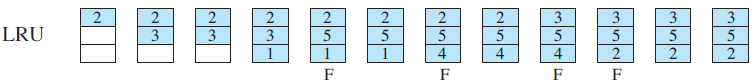 2 2 2 2 2 2 2 2 3 3 3 3
LRU 3 3 3 5 5 5 5 5 5 5 5
1 1 1 4 4 4 2 2 2
F F F F